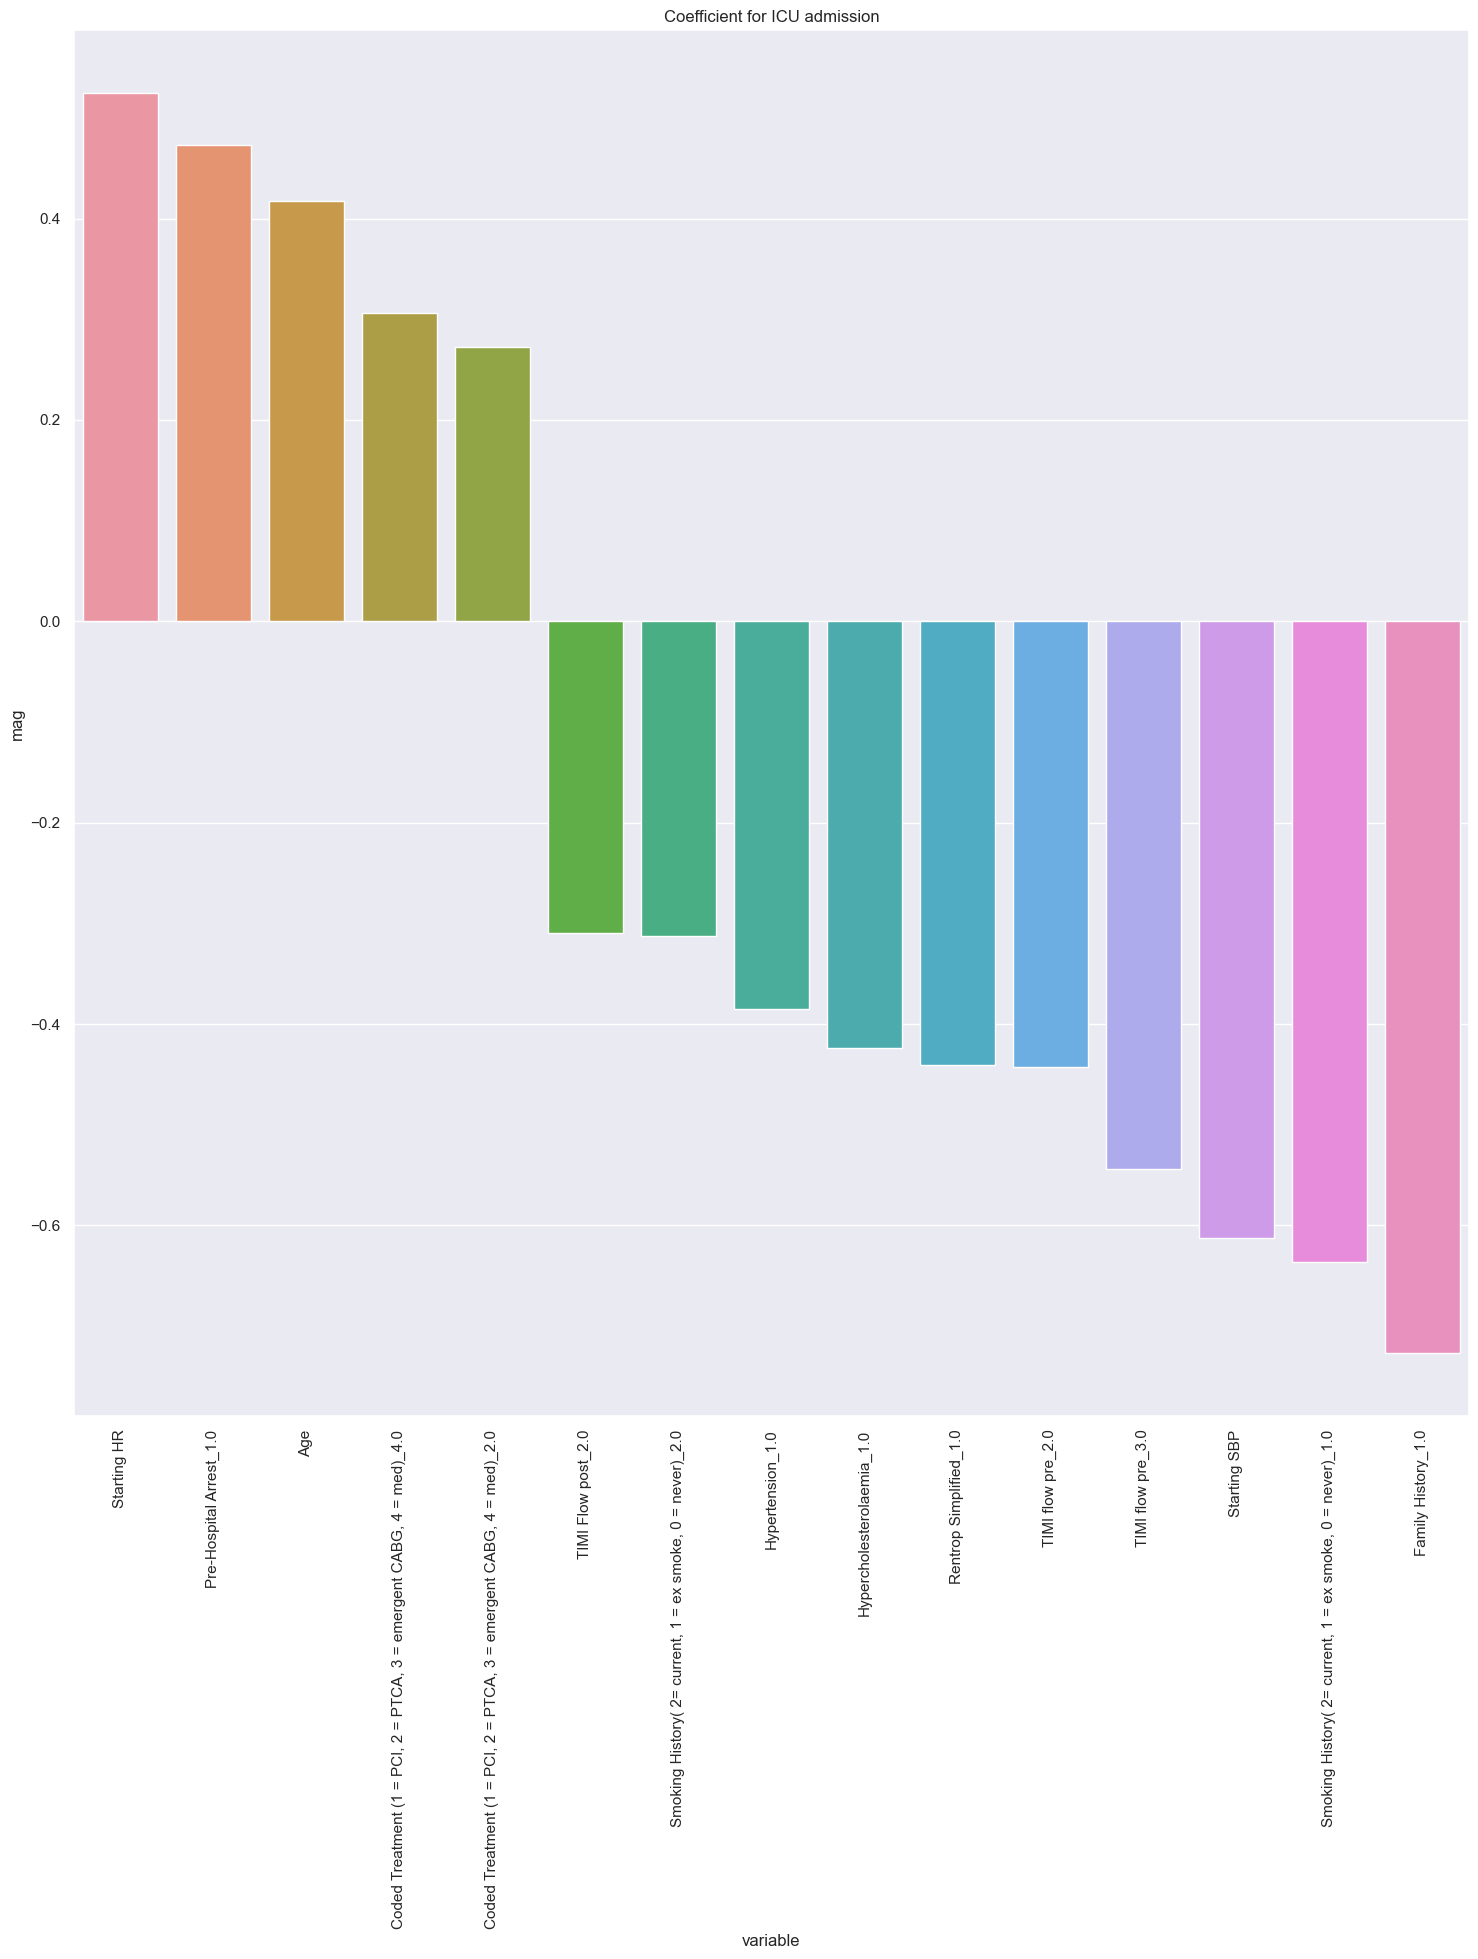 Coefficient for ICU admission
mag
0.4
0.2
0.0
−0.2
−0.4
−0.6
Starting HR
Pre-Hospital Arrest_1.0
Age
Coded Treatment (1 = PCI, 2 = PTCA, 3 = emergent CABG, 4 = med)_4.0
Coded Treatment (1 = PCI, 2 = PTCA, 3 = emergent CABG, 4 = med)_2.0
TIMI Flow post_2.0
Smoking History( 2= current, 1 = ex smoke, 0 = never)_2.0
Hypertension_1.0
Hypercholesterolaemia_1.0
Rentrop Simplified_1.0
TIMI flow pre_2.0
TIMI flow pre_3.0
Starting SBP
Smoking History( 2= current, 1 = ex smoke, 0 = never)_1.0
Family History_1.0
variable